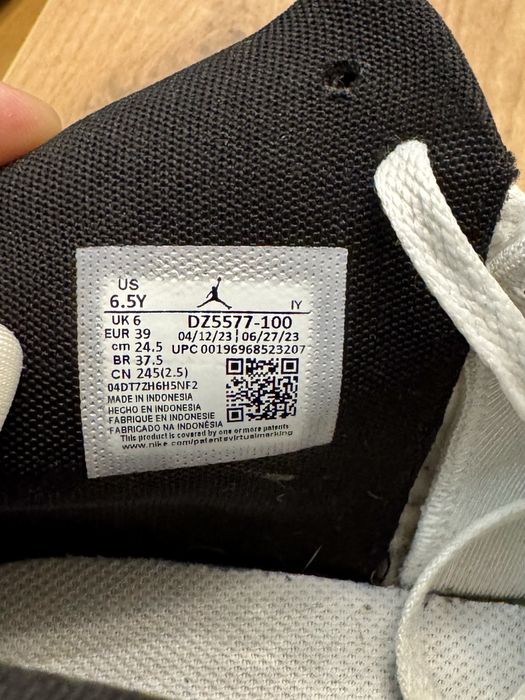 US
6.5Y
IY
UK 6
DZ5577-100
EUR 39
04/12/23 | 06/27/23
cm 24.5
UPC 00196968523207
BR 37.5
CN 245(2.5)
04DT7ZH6H5NF2
MADE IN INDONESIA
HECHO EN INDONESIA
FABRIQUE EN INDONESIE
FABRICADO NA INDONÉSIA
This product is covered by one or more patents
www.nike.com/patentsvirtualmarking